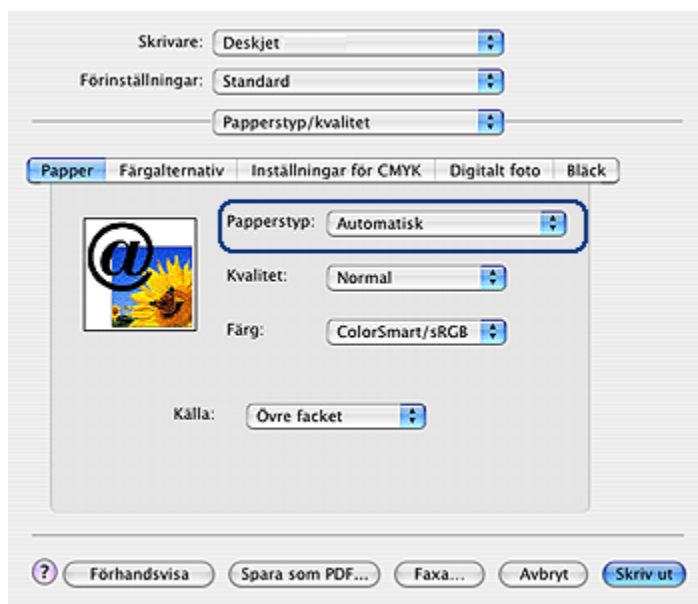 Skrivare: Deskjet
Förinställningar: Standard
Papperstyp/kvalitet
Papper Färgalternativ Inställningar för CMYK Digitalt foto Bläck
Papperstyp: Automatisk
@
Kvalitet: Normal
Färg: ColorSmart/sRGB
Källa: Övre facket
? Förhandsvisa Spara som PDF... Faxa... Avbryt Skriv ut